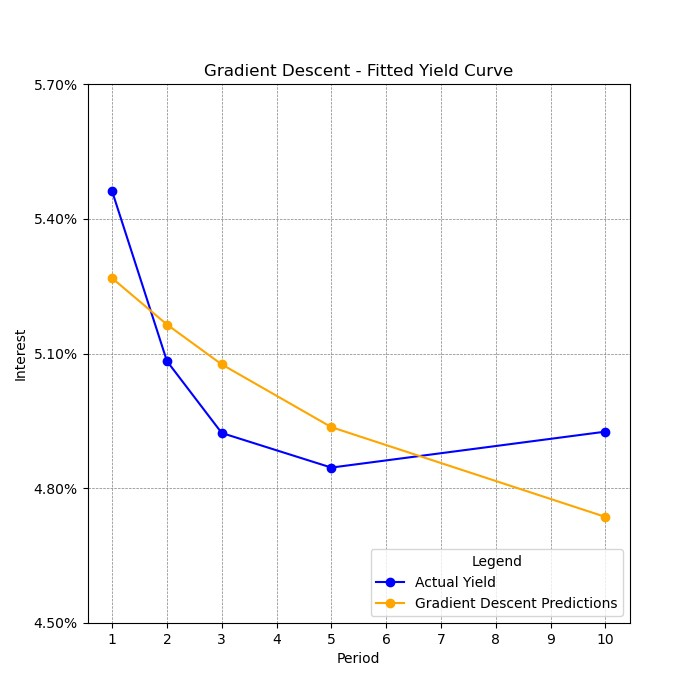 Gradient Descent - Fitted Yield Curve
5.70%
5.40%
5.10%
4.80%
4.50%
Interest
1 2 3 4 5 6 7 8 9 10
Period
Legend
Actual Yield
Gradient Descent Predictions